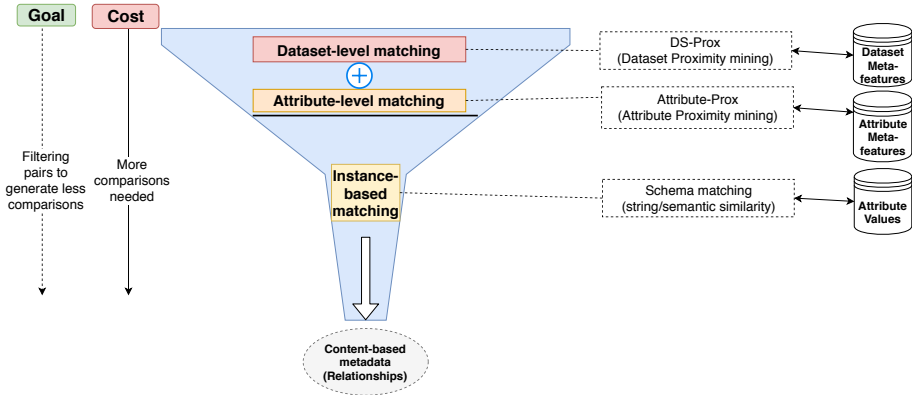 Goal
Cost
Dataset-level matching
DS-Prox
(Dataset Proximity mining)
Dataset
Meta-
features
Attribute-level matching
Attribute-Prox
(Attribute Proximity mining)
Attribute
Meta-
features
Filtering
pairs to
generate less
comparisons
More
comparisons
needed
Instance-
based
matching
Schema matching
(string/semantic similarity)
Attribute
Values
Content-based
metadata
(Relationships)